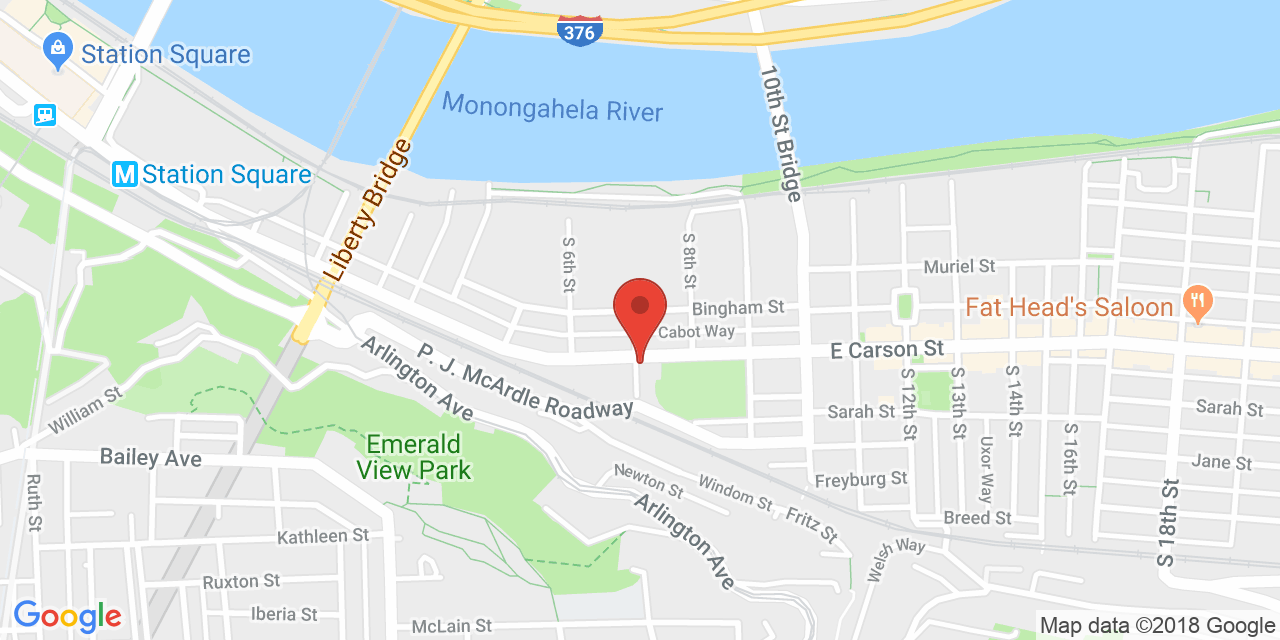 376
Station Square
10th St Bridge
Monongahela River
Liberty Bridge
M Station Square
S 6th St
S 8th St
Muriel St
Bingham St
Fat Head's Saloon
Cabot Way
E Carson St
P. J. McArdle Roadway
Arlington Ave
William St
S 12th St
S 13th St
S 14th St
Sarah St
Sarah St
S 16th St
Emerald
View Park
Bailey Ave
Uxor Way
Jane St
Newton St
Windom St
Freyburg St
Ruth St
Arlington Ave
Fritz St
Breed St
S 18th St
Kathleen St
Welsh Way
Ruxton St
Iberia St
McLain St
Google
Map data ©2018 Google